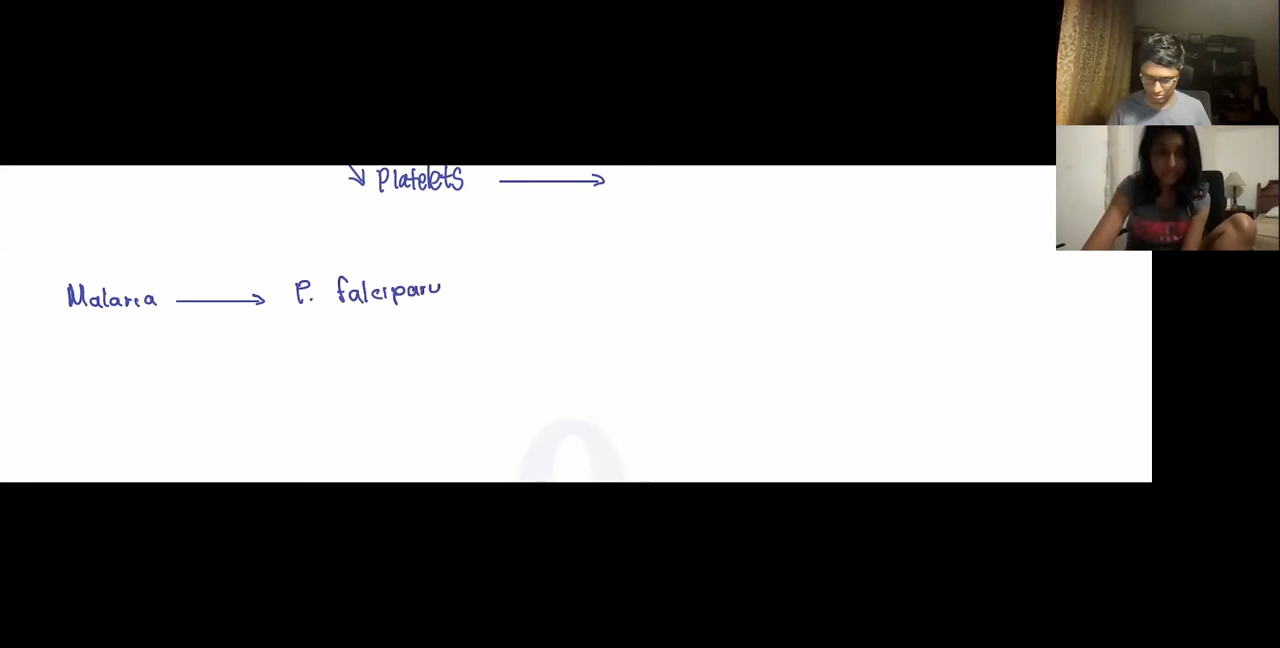 ↘ Platelets ⟶
Malaria ⟶ P. falciparu